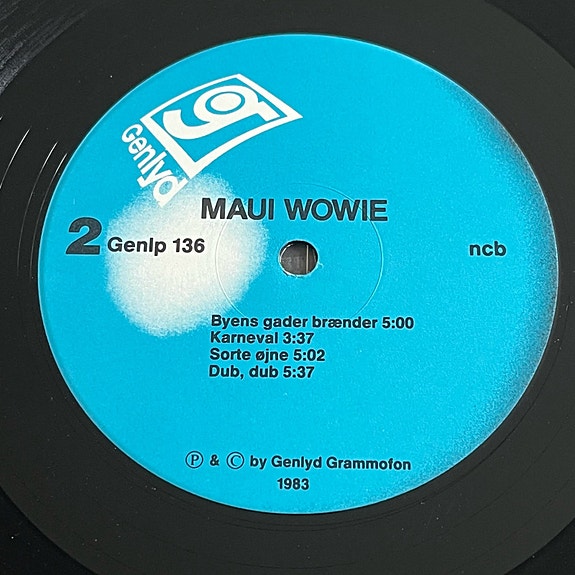 Genlyd
MAUI WOWIE
2 Genlp 136
ncb
Byens gader brænder 5:00
Karneval 3:37
Sorte øjne 5:02
Dub, dub 5:37
Ⓟ & © by Genlyd Grammofon
1983